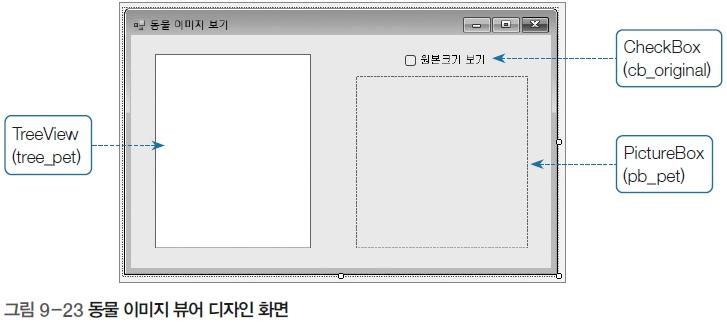 동물 이미지 보기
원본크기 보기
CheckBox
(cb_original)
TreeView
(tree_pet)
PictureBox
(pb_pet)
그림 9-23 동물 이미지 뷰어 디자인 화면